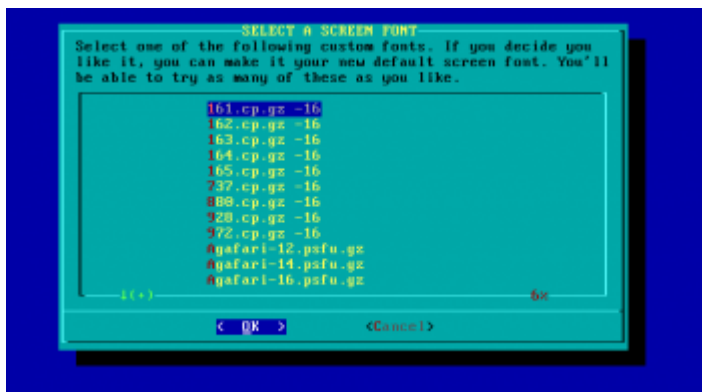 SELECT A SCREEN FONT
Select one of the following custom fonts. If you decide you
like it, you can make it your new default screen font. You'll
be able to try as many of these as you like.
161.cp.gz -16
162.cp.gz -16
163.cp.gz -16
164.cp.gz -16
165.cp.gz -16
737.cp.gz -16
880.cp.gz -16
928.cp.gz -16
972.cp.gz -16
Agafari-12.psfu.gz
Agafari-14.psfu.gz
Agafari-16.psfu.gz
↓(+) 6%
< OK > <Cancel>